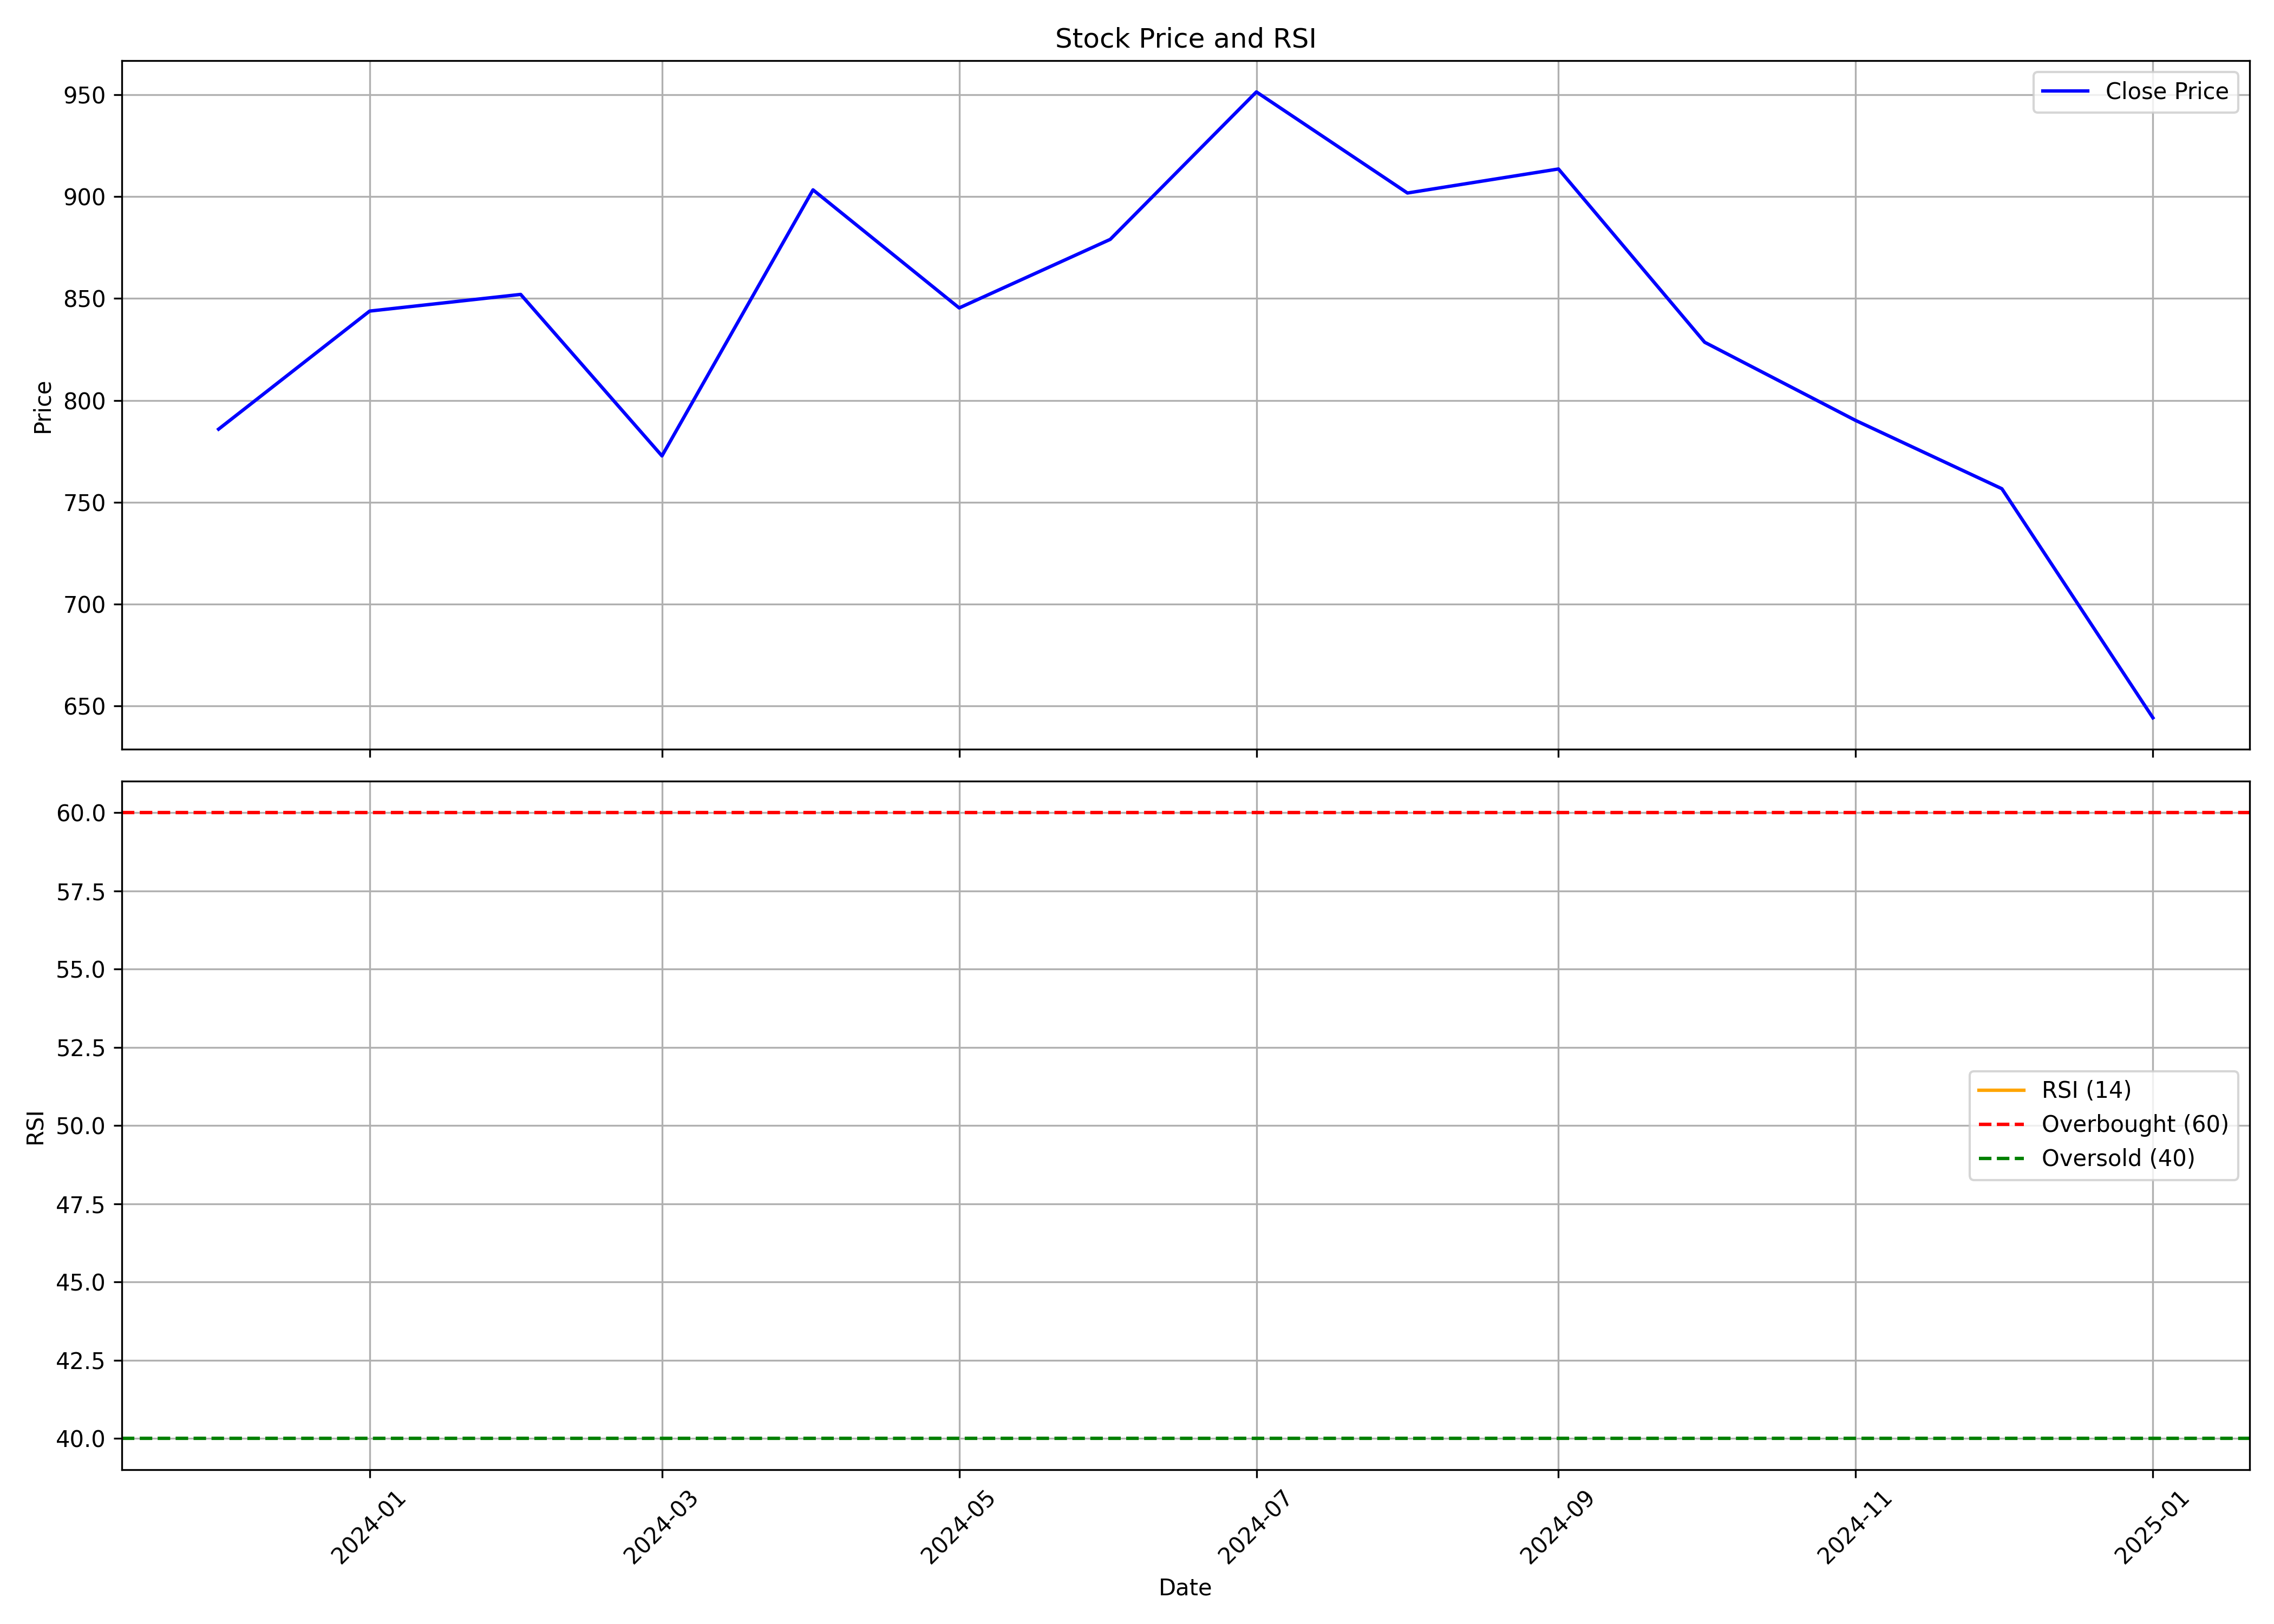 Stock Price and RSI
Close Price
Price
950
900
850
800
750
700
650
RSI
60.0
57.5
55.0
52.5
50.0
47.5
45.0
42.5
40.0
RSI (14)
Overbought (60)
Oversold (40)
2024-01
2024-03
2024-05
2024-07
2024-09
2024-11
2025-01
Date